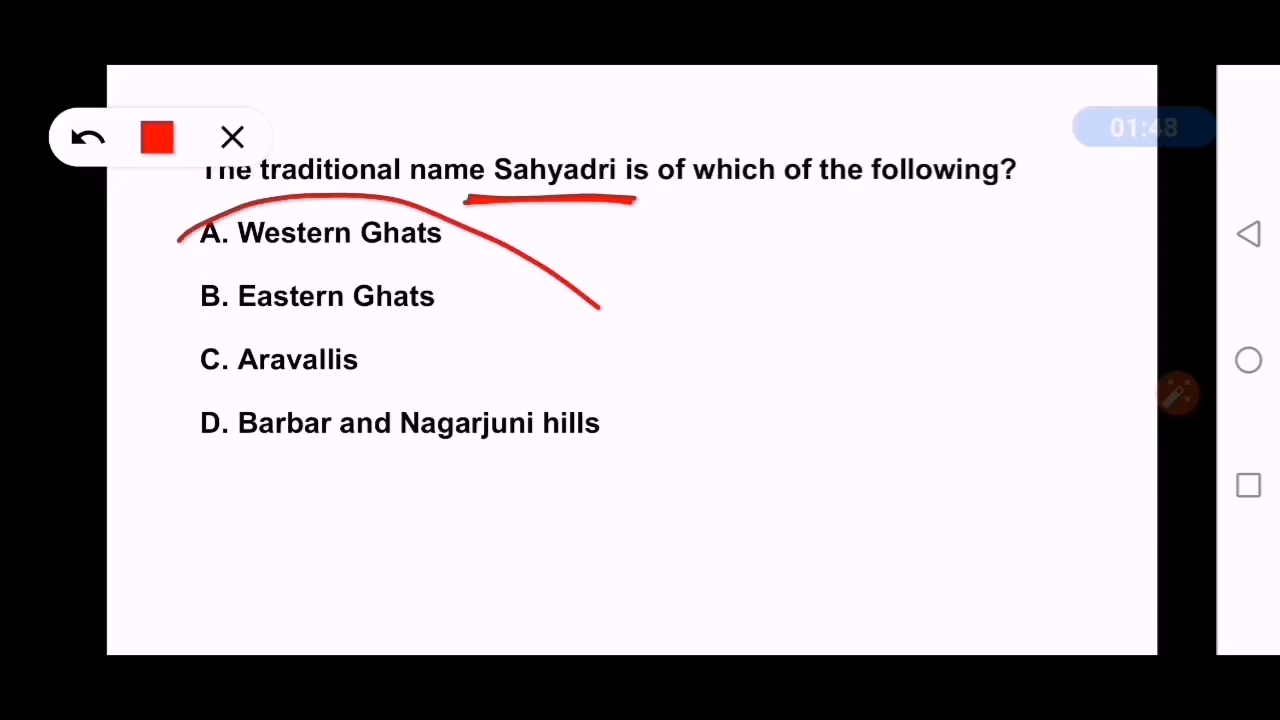 01:48
The traditional name Sahyadri is of which of the following?
A. Western Ghats
B. Eastern Ghats
C. Aravallis
D. Barbar and Nagarjuni hills